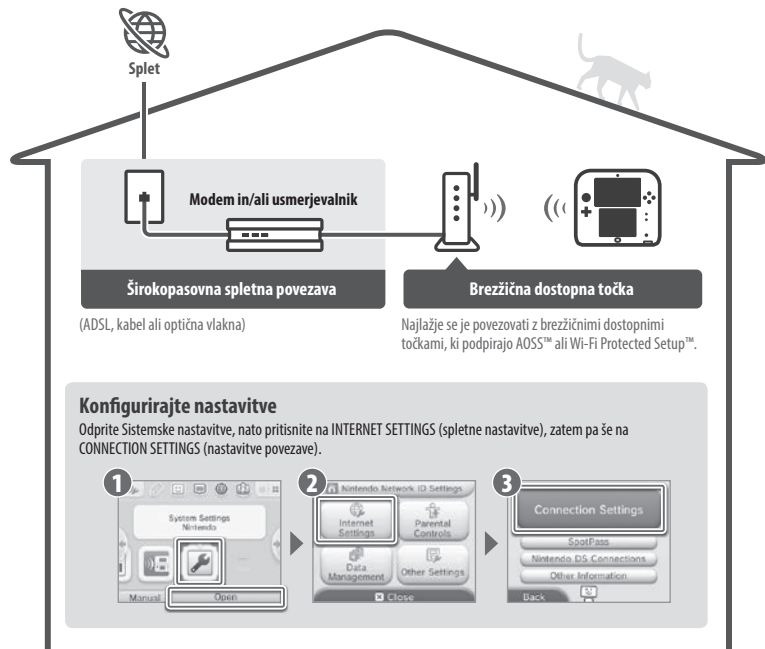 Splet
Modem in/ali usmerjevalnik
Širokopasovna spletna povezava
(ADSL, kabel ali optična vlakna)
Brezžična dostopna točka
Najlažje se je povezovati z brezžičnimi dostopnimi
točkami, ki podpirajo AOSS™ ali Wi-Fi Protected Setup™.
Konfigurirajte nastavitve
Odprite Sistemske nastavitve, nato pritisnite na INTERNET SETTINGS (spletne nastavitve), zatem pa še na
CONNECTION SETTINGS (nastavitve povezave).
1
System Settings
Nintendo
Manual
Open
2
Nintendo Network ID Settings
Internet
Settings
Parental
Controls
Data
Management
Other Settings
Close
3
Connection Settings
SpotPass
Nintendo DS Connections
Other Information
Back